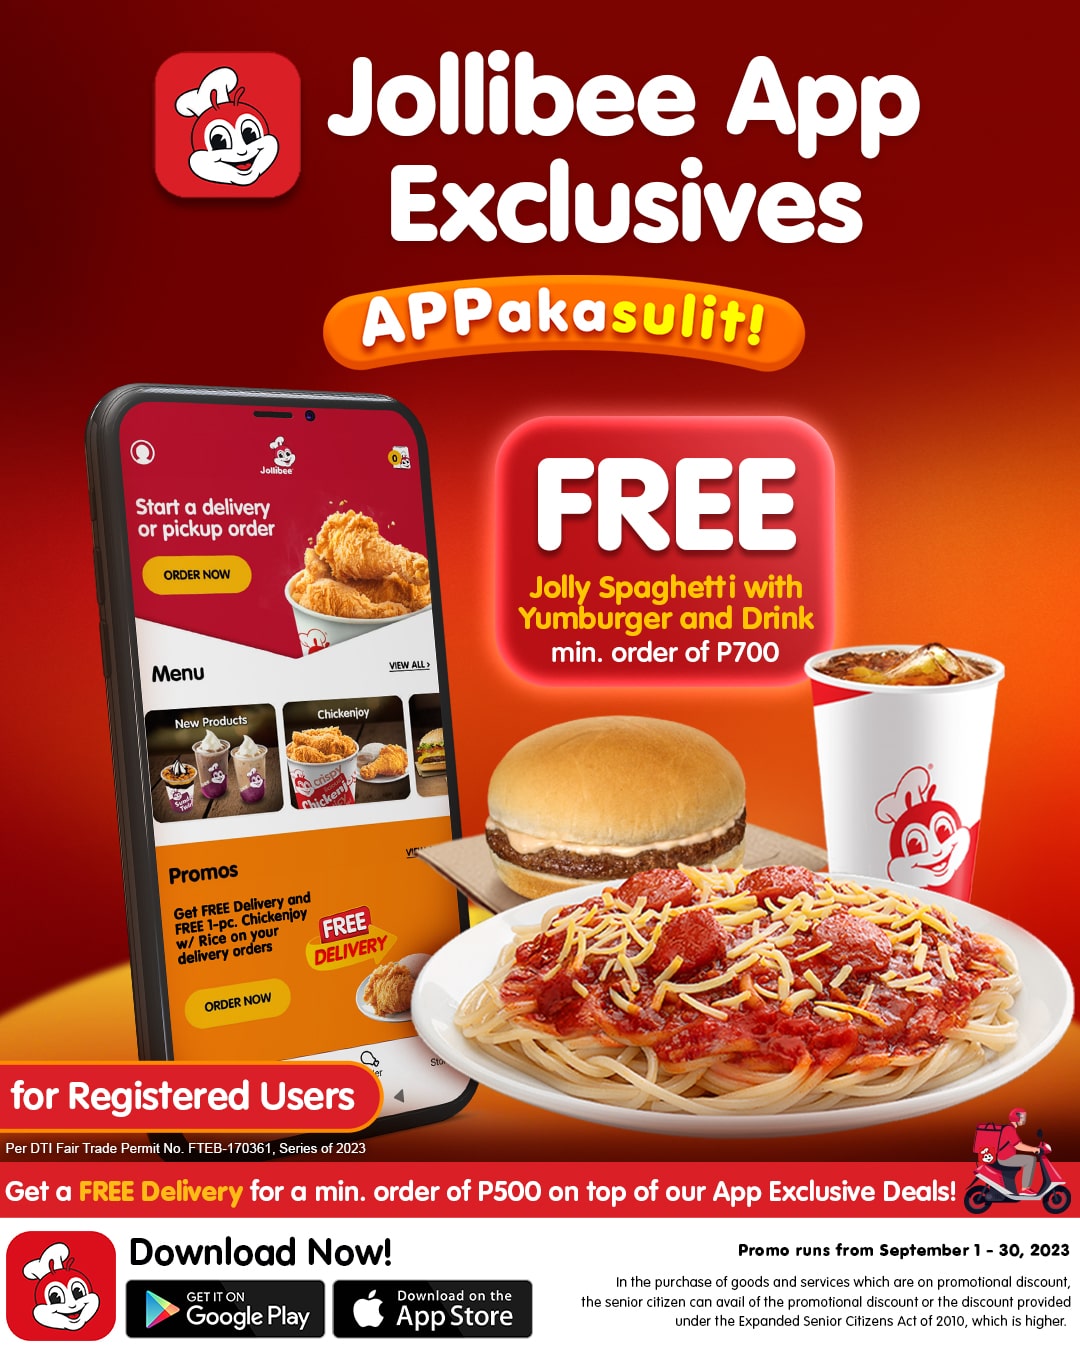 Jollibee App
Exclusives
APPakasulit!
Jollibee
0
Start a delivery
or pickup order
ORDER NOW
Menu
VIEW ALL >
New Products
Chickenjoy
crispy
Chickenjoy
Promos
Get FREE Delivery and
FREE 1-pc. Chickenjoy
w/ Rice on your
delivery orders
FREE
DELIVERY
ORDER NOW
FREE
Jolly Spaghetti with
Yumburger and Drink
min. order of P700
for Registered Users
Per DTI Fair Trade Permit No. FTEB-170361, Series of 2023
Get a FREE Delivery for a min. order of P500 on top of our App Exclusive Deals!
Download Now!
GET IT ON
Google Play
Download on the
App Store
Promo runs from September 1 - 30, 2023
In the purchase of goods and services which are on promotional discount,
the senior citizen can avail of the promotional discount or the discount provided
under the Expanded Senior Citizens Act of 2010, which is higher.